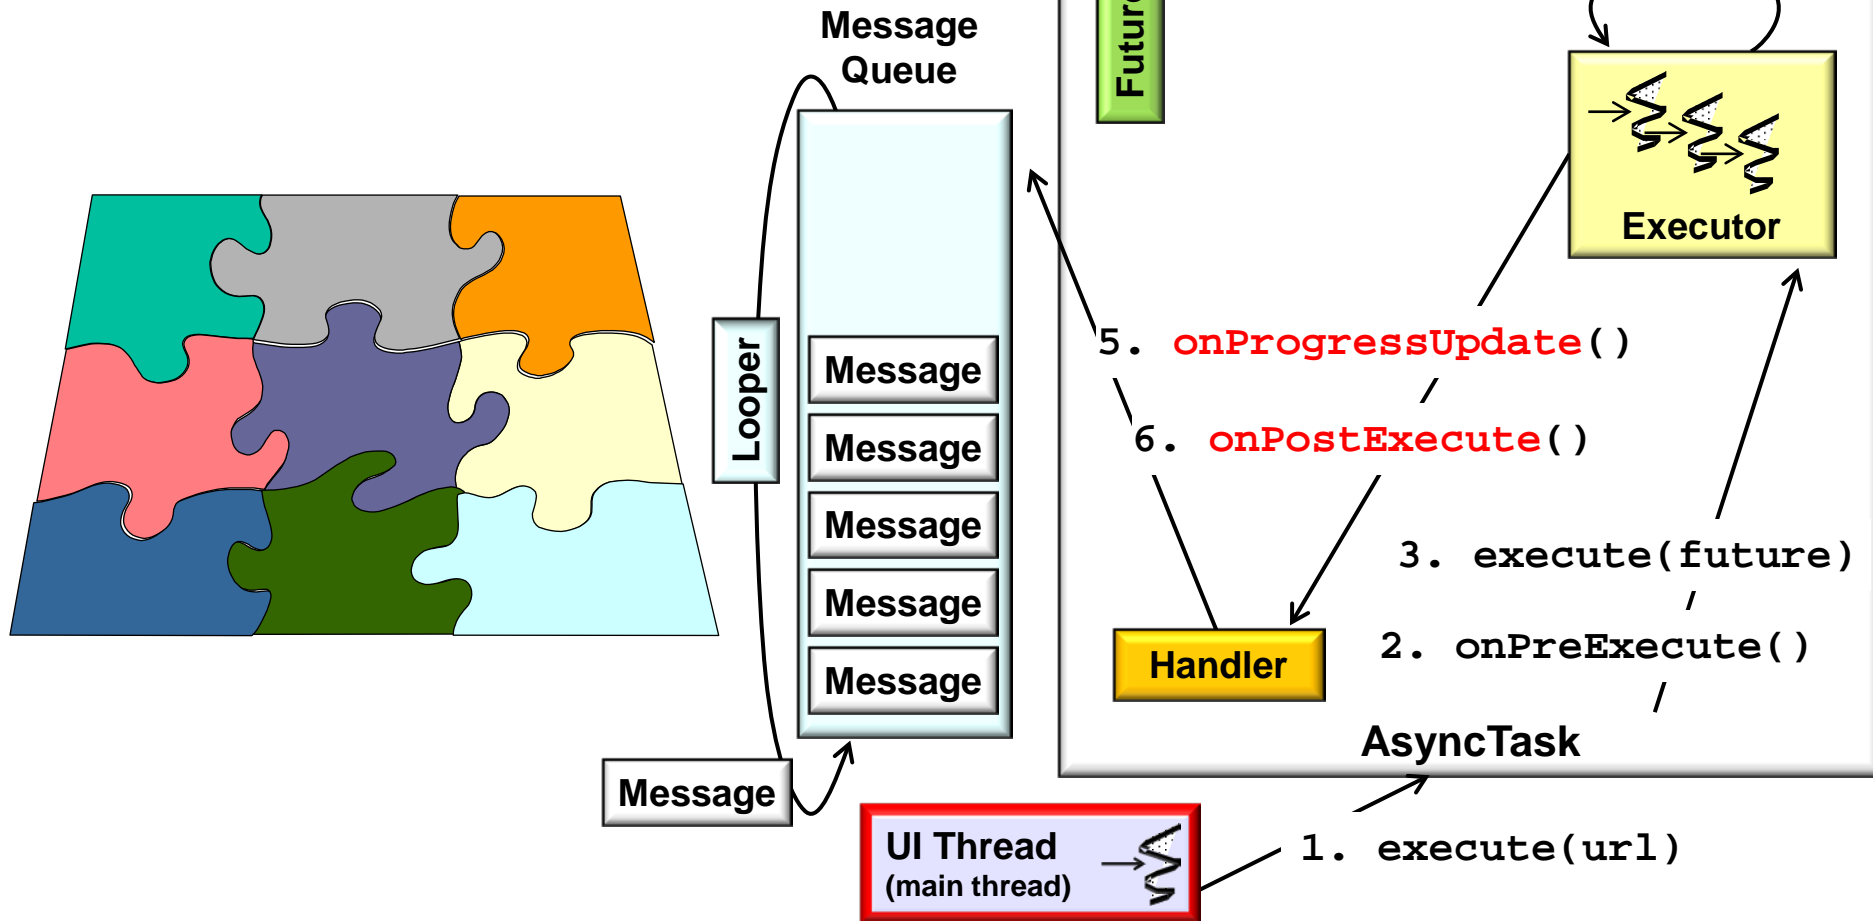 Message
Queue
Future
Executor
Looper
Message
Message
Message
Message
Message
Message
5. onProgressUpdate()
6. onPostExecute()
3. execute(future)
2. onPreExecute()
Handler
AsyncTask
UI Thread
(main thread)
1. execute(url)